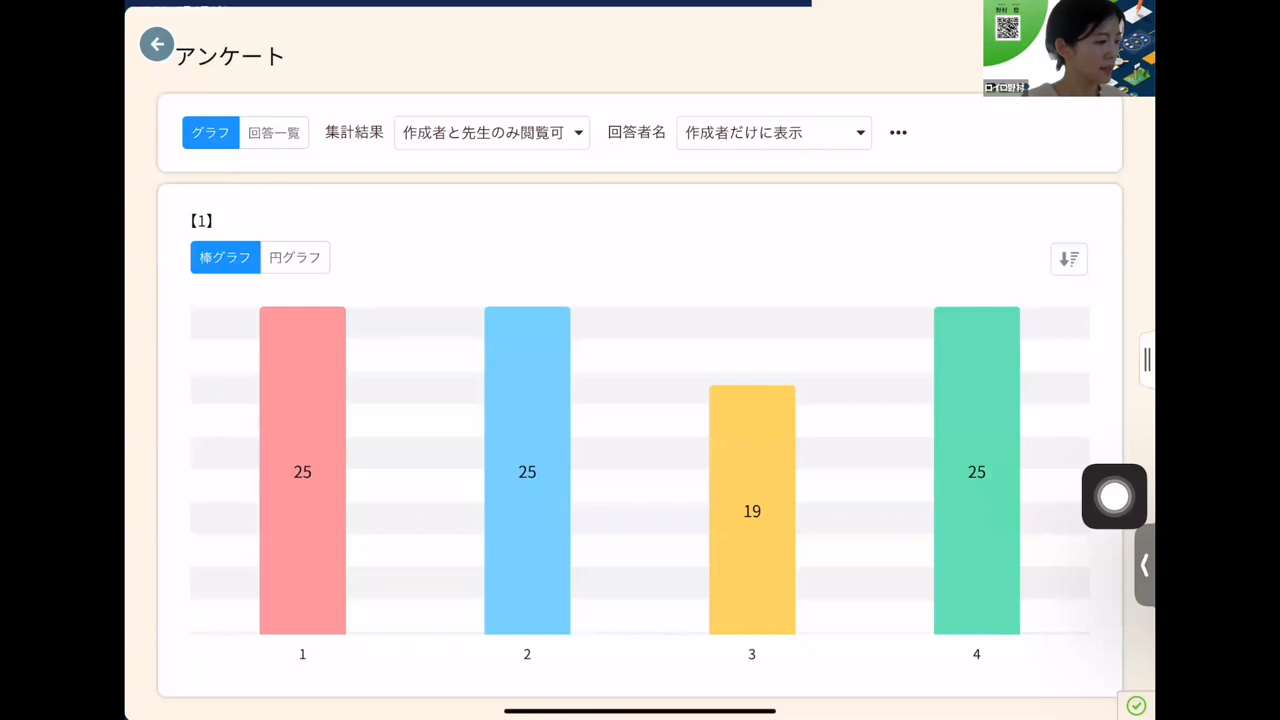 アンケート
野村 悠
ロイロ野村
グラフ 回答一覧 集計結果 作成者と先生のみ閲覧可 回答者名 作成者だけに表示 •••
【1】
棒グラフ 円グラフ
25 25 19 25
1 2 3 4